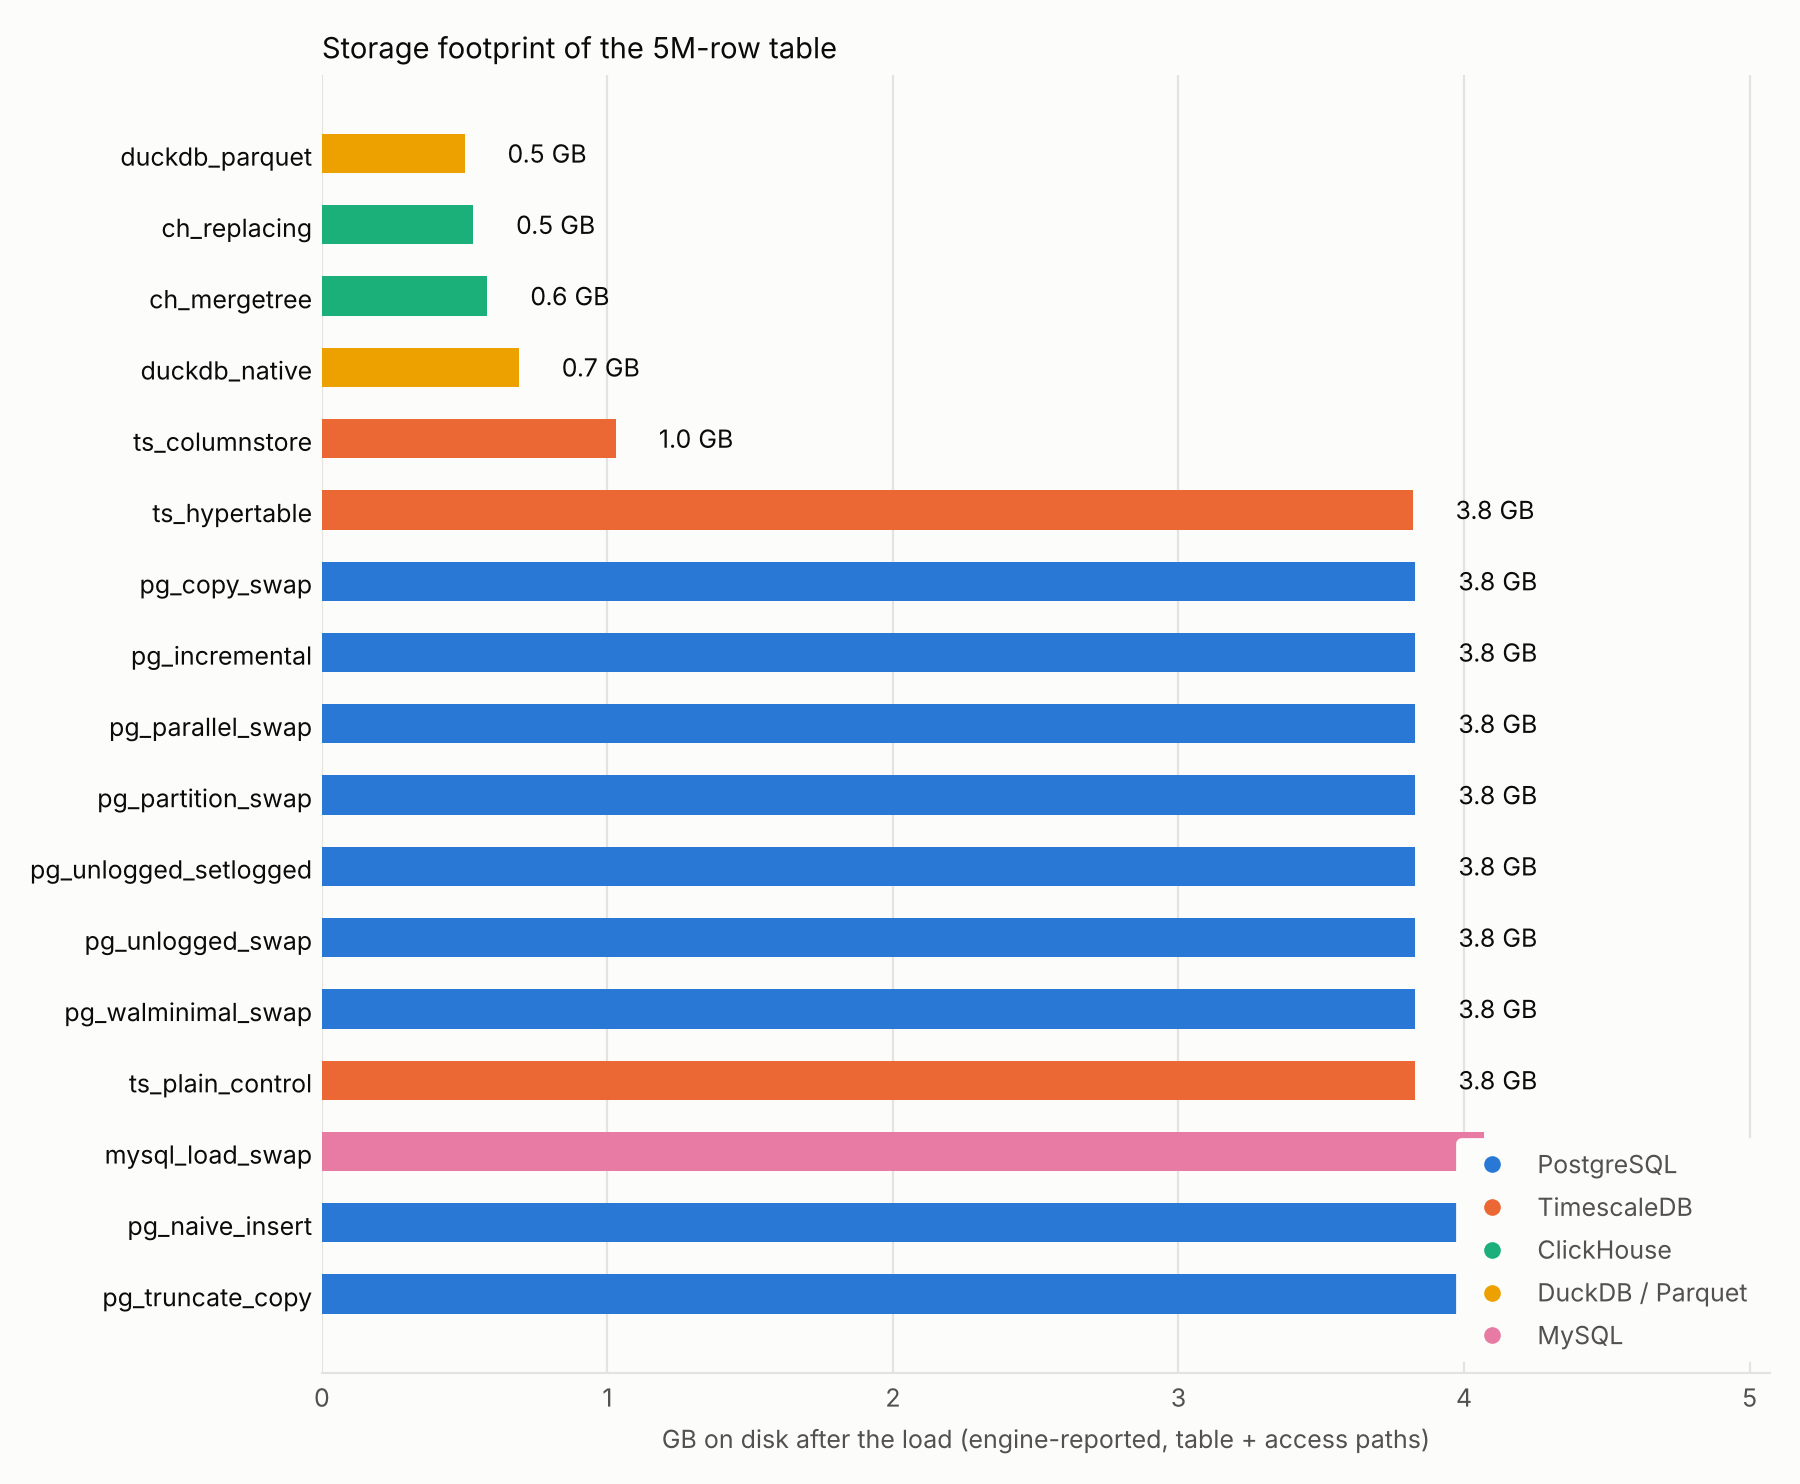 Storage footprint of the 5M-row table
duckdb_parquet 0.5 GB
ch_replacing 0.5 GB
ch_mergetree 0.6 GB
duckdb_native 0.7 GB
ts_columnstore 1.0 GB
ts_hypertable 3.8 GB
pg_copy_swap 3.8 GB
pg_incremental 3.8 GB
pg_parallel_swap 3.8 GB
pg_partition_swap 3.8 GB
pg_unlogged_setlogged 3.8 GB
pg_unlogged_swap 3.8 GB
pg_walminimal_swap 3.8 GB
ts_plain_control 3.8 GB
mysql_load_swap
pg_naive_insert
pg_truncate_copy
PostgreSQL
TimescaleDB
ClickHouse
DuckDB / Parquet
MySQL
0 1 2 3 4 5
GB on disk after the load (engine-reported, table + access paths)